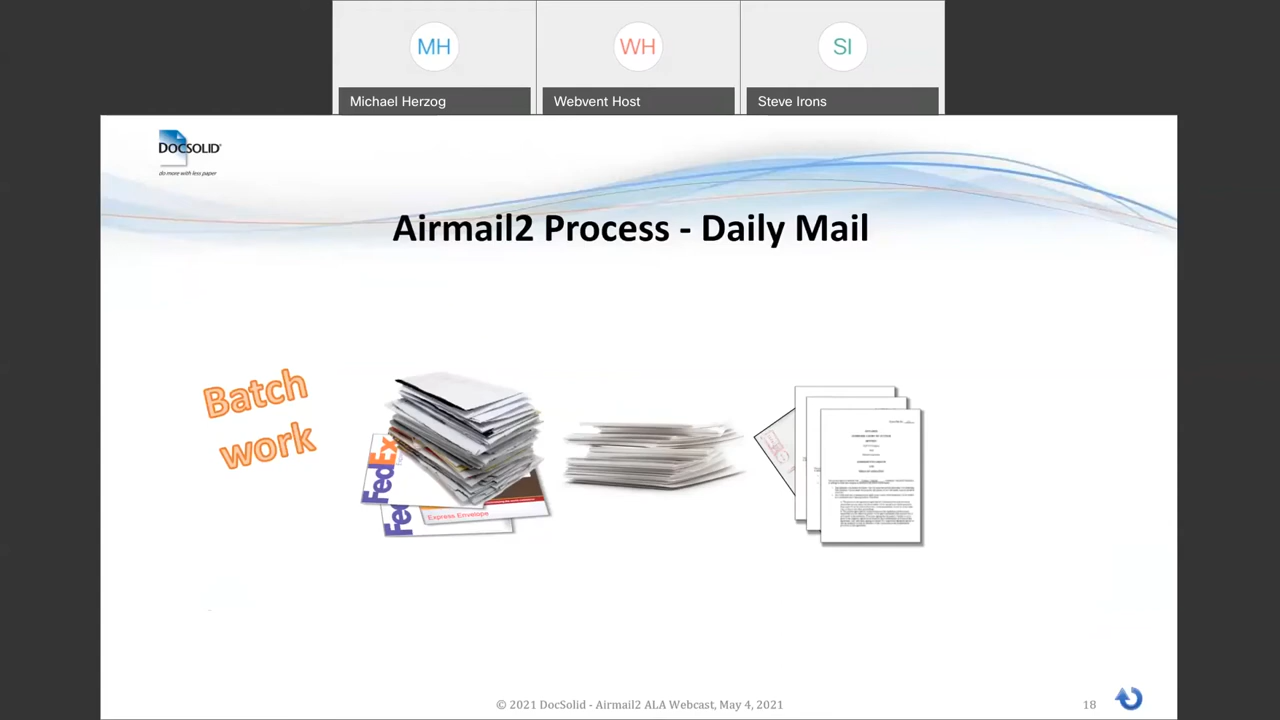 MH
WH
SI
Michael Herzog
Webvent Host
Steve Irons
DOCSOLID
do more with less paper
Airmail2 Process - Daily Mail
Batch
work
FedEx
Fed
Express Envelope
© 2021 DocSolid - Airmail2 ALA Webcast, May 4, 2021
18